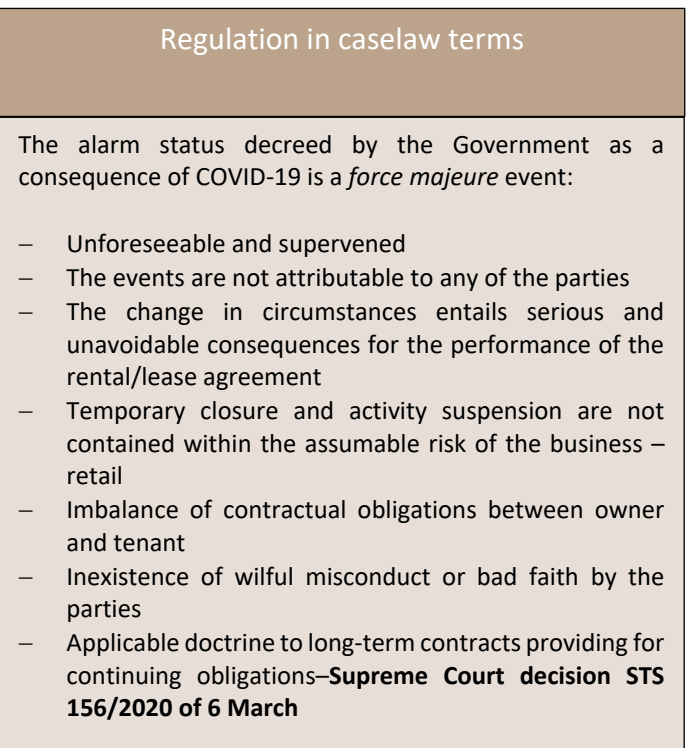 Regulation in caselaw terms
The alarm status decreed by the Government as a
consequence of COVID-19 is a force majeure event:
− Unforeseeable and supervened
− The events are not attributable to any of the parties
− The change in circumstances entails serious and
unavoidable consequences for the performance of the
rental/lease agreement
− Temporary closure and activity suspension are not
contained within the assumable risk of the business –
retail
− Imbalance of contractual obligations between owner
and tenant
− Inexistence of wilful misconduct or bad faith by the
parties
− Applicable doctrine to long-term contracts providing for
continuing obligations–Supreme Court decision STS
156/2020 of 6 March